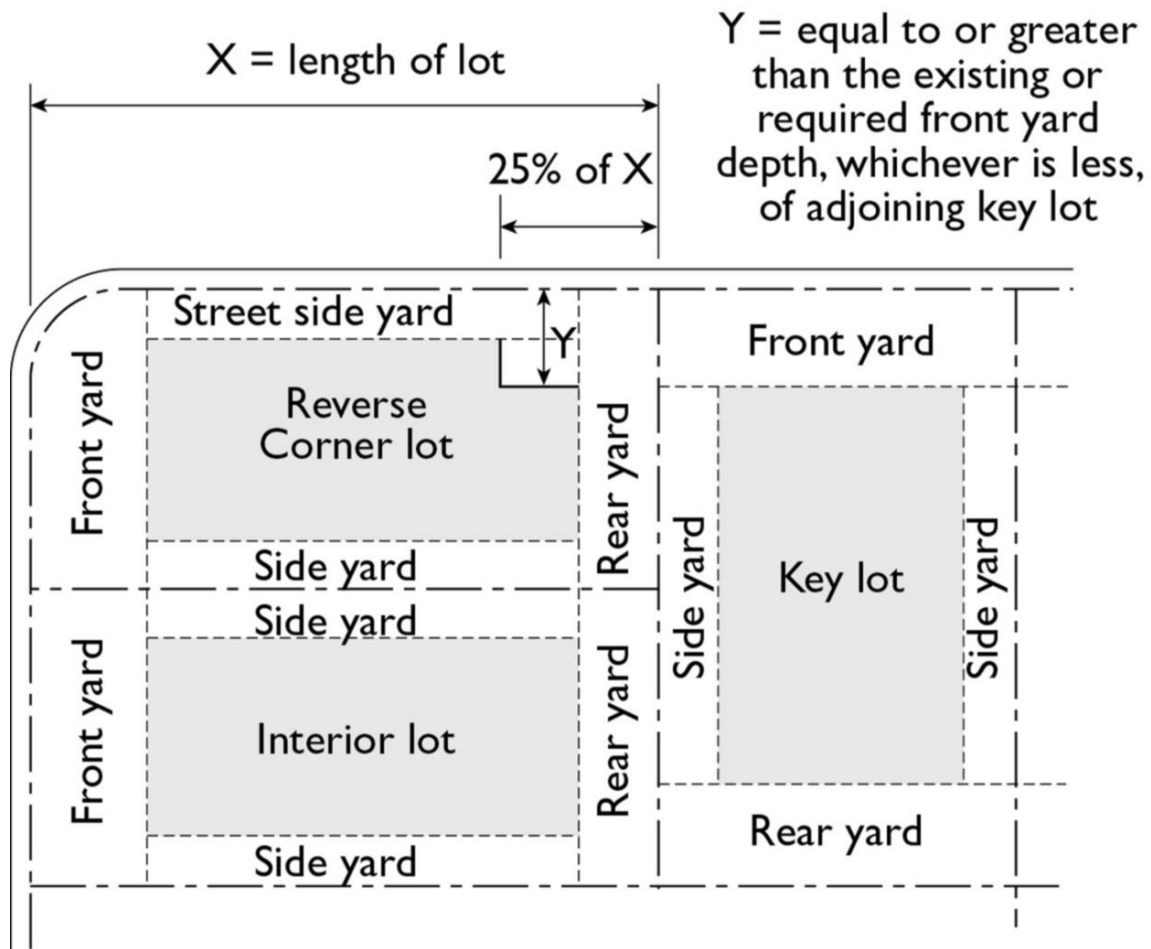 X = length of lot
Y = equal to or greater
than the existing or
required front yard
depth, whichever is less,
of adjoining key lot
25% of X
Street side yard
Y
Front yard
Front yard
Reverse
Corner lot
Rear yard
Side yard
Side yard
Key lot
Side yard
Side yard
Front yard
Interior lot
Rear yard
Side yard
Rear yard